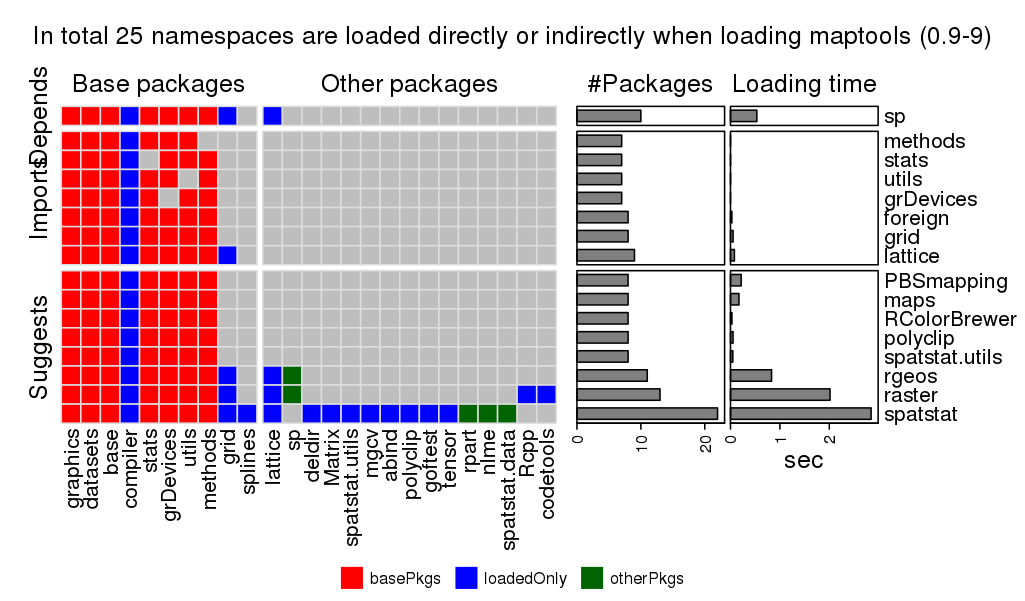 In total 25 namespaces are loaded directly or indirectly when loading maptools (0.9-9)
Base packages
Other packages
#Packages
Loading time
Depends
Imports
Suggests
sp
methods
stats
utils
grDevices
foreign
grid
lattice
PBSmapping
maps
RColorBrewer
polyclip
spatstat.utils
rgeos
raster
spatstat
graphics
datasets
base
compiler
stats
grDevices
utils
methods
grid
splines
lattice
sp
deldir
Matrix
spatstat.utils
mgcv
abind
polyclip
goftest
tensor
rpart
nlme
spatstat.data
Rcpp
codetools
0
10
20
0
1
2
sec
basePkgs
loadedOnly
otherPkgs